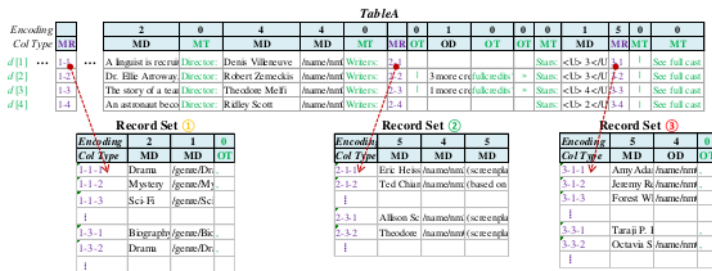 TableA
Encoding 2 0 4 4 0 0 0 1 0 0 0 1 5 0 0
Col Type MR MD MT MD MD MT MR OT OT OD OT OT MT MD MR MT MT
d[1] ... 1-1 ... A linguist is recruit Director: Denis Villeneuve /name/nm( Writers: 2-1 Stars: <U> 3</U 3-1 | See full cast
d[2] 1-2 Dr. Ellie Arroway, Director: Robert Zemeckis /name/nm( Writers: 2-2 | 3 more cre fullcredits » Stars: <U> 3</U 3-2 | See full cast
d[3] 1-3 The story of a tea Director: Theodore Melfi /name/nm( Writers: 2-3 | 1 more cre fullcredits » Stars: <U> 3</U 3-3 | See full cast
d[4] 1-4 An astronaut beco Director: Ridley Scott /name/nm( Writers: 2-4 Stars: <U> 2</U 3-4 | See full cast
Record Set ① Record Set ② Record Set ③
Encoding 2 1 0 Encoding 5 4 5 Encoding 5 4 0
Col Type MD MD OT Col Type MD MD MD Col Type MD OD OT
1-1-1 Drama /genre/Dr. , 2-1-1 Eric Heiss /name/nm( (screenpla 3-1-1 Amy Ada /name/nm( ,
1-1-2 Mystery /genre/My , 2-1-2 Ted Chian /name/nm( (based on 3-1-2 Jeremy Re /name/nm( ,
1-1-3 Sci-Fi /genre/Sci 3-1-3 Forest W /name/nm( ,
1-3-1 Biography /genre/Bio , 2-3-1 Allison Sc /name/nm( (screenpla 3-3-1 Taraji P. H
1-3-2 Drama /genre/Dr. 2-3-2 Theodore /name/nm( (screenpla 3-3-2 Octavia S /name/nm( ,